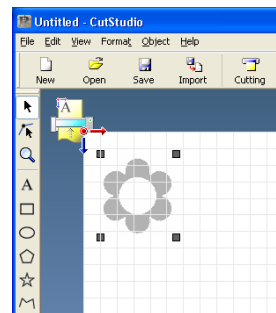 Untitled - CutStudio
File Edit View Format Object Help
New Open Save Import Cutting
A
A